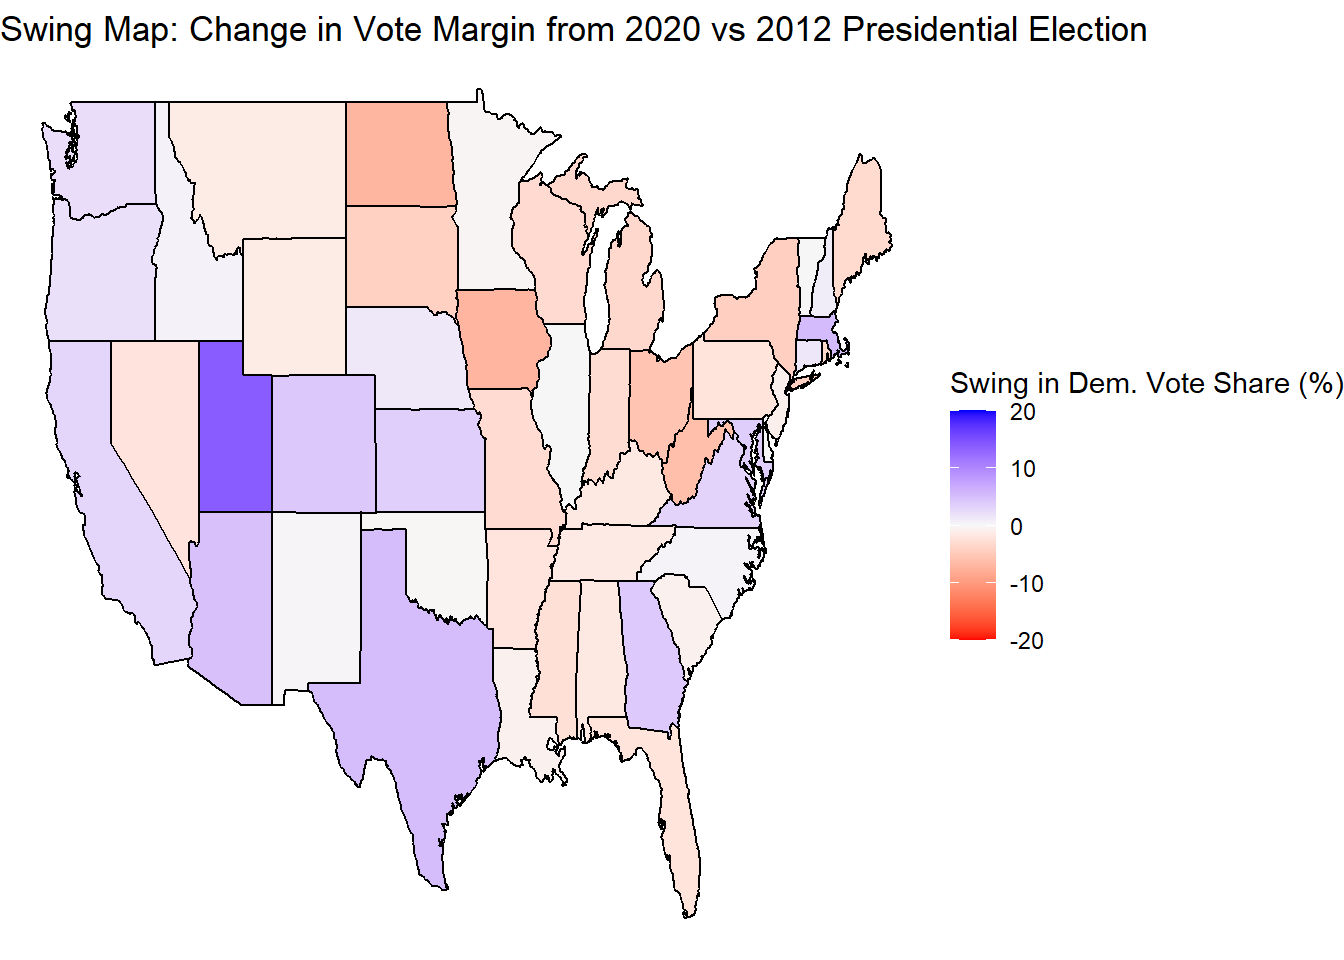 Swing Map: Change in Vote Margin from 2020 vs 2012 Presidential Election
Swing in Dem. Vote Share (%)
20
10
0
-10
-20